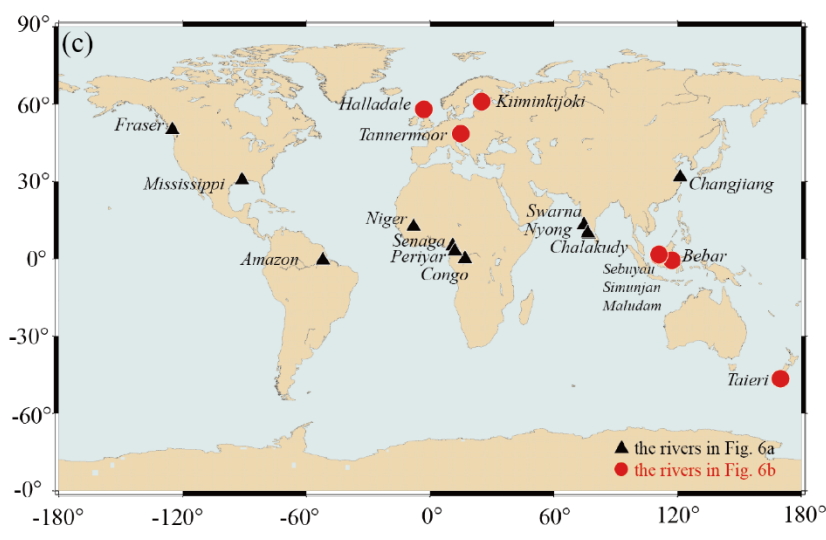 (c)
90°
60°
30°
0°
-30°
-60°
-0°
Halladale
Kiiminkijoki
Fraser
Tannermoor
Mississippi
Changjiang
Niger
Swarna
Senaga
Nyong
Periyar
Chalakudy
Amazon
Congo
Bebar
Sebuyau
Simunjan
Maludam
Taieri
the rivers in Fig. 6a
the rivers in Fig. 6b
-180°
-120°
-60°
0°
60°
120°
180°